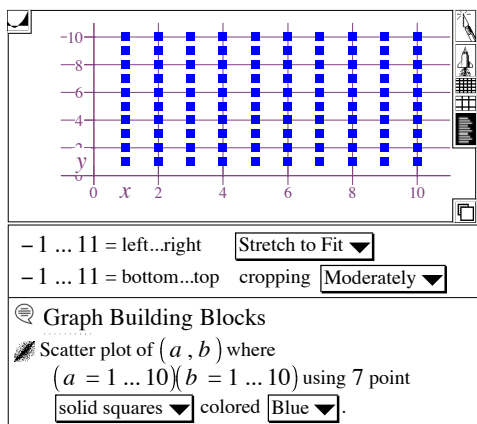 10
8
6
4
2
y
0
0 x 2 4 6 8 10
– 1 ... 11 = left...right Stretch to Fit
– 1 ... 11 = bottom...top cropping Moderately
Graph Building Blocks
Scatter plot of ( a , b ) where
( a = 1 ... 10)( b = 1 ... 10) using 7 point
solid squares colored Blue .